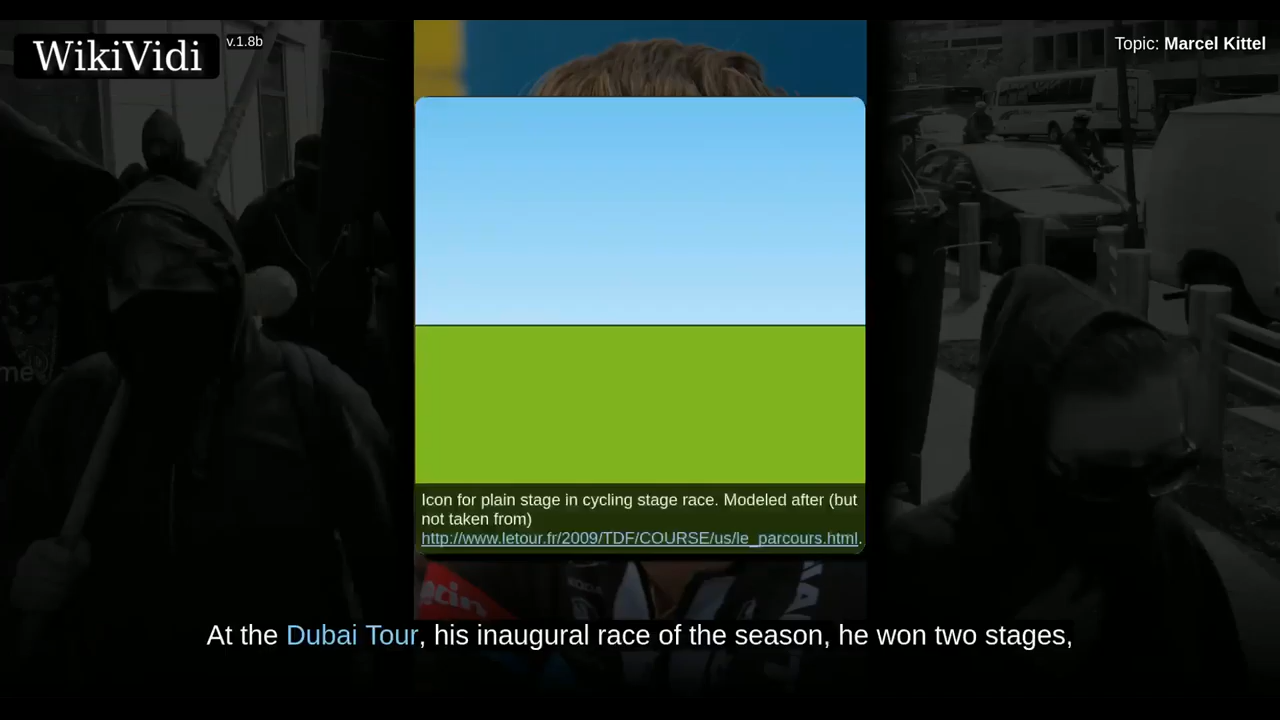 WikiVidi
v.1.8b
Topic: Marcel Kittel
me
Icon for plain stage in cycling stage race. Modeled after (but
not taken from)
http://www.letour.fr/2009/TDF/COURSE/us/le_parcours.html.
At the Dubai Tour, his inaugural race of the season, he won two stages,